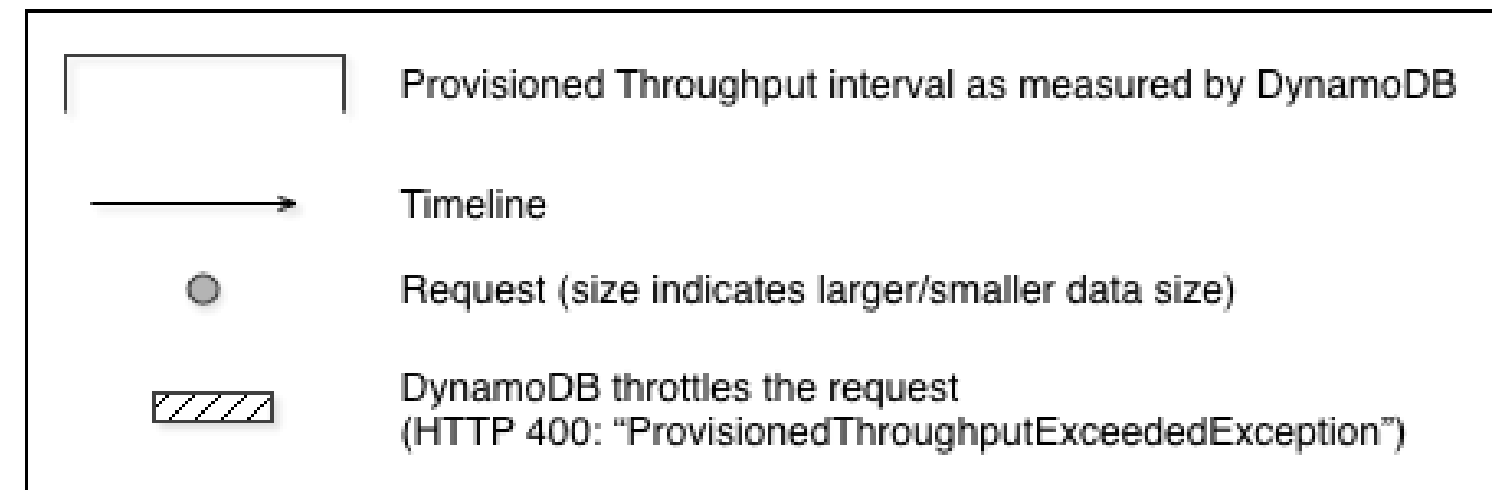 Provisioned Throughput interval as measured by DynamoDB
Timeline
Request (size indicates larger/smaller data size)
DynamoDB throttles the request
(HTTP 400: “ProvisionedThroughputExceededException”)